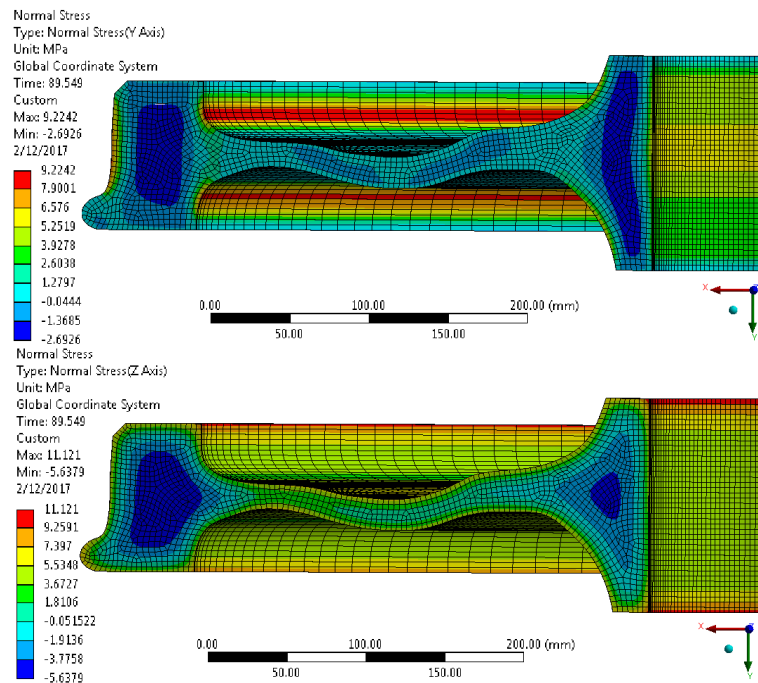 Normal Stress
Type: Normal Stress(Y Axis)
Unit: MPa
Global Coordinate System
Time: 89.549
Custom
Max: 9.2242
Min: -2.6926
2/12/2017
9.2242
7.9001
6.576
5.2519
3.9278
2.6038
1.2797
-0.0444
-1.3685
-2.6926
X
Z
Y
0.00 100.00 200.00 (mm)
50.00 150.00
Normal Stress
Type: Normal Stress(Z Axis)
Unit: MPa
Global Coordinate System
Time: 89.549
Custom
Max: 11.121
Min: -5.6379
2/12/2017
11.121
9.2591
7.397
5.5348
3.6727
1.8106
-0.051522
-1.9136
-3.7758
-5.6379
X
Z
Y
0.00 100.00 200.00 (mm)
50.00 150.00